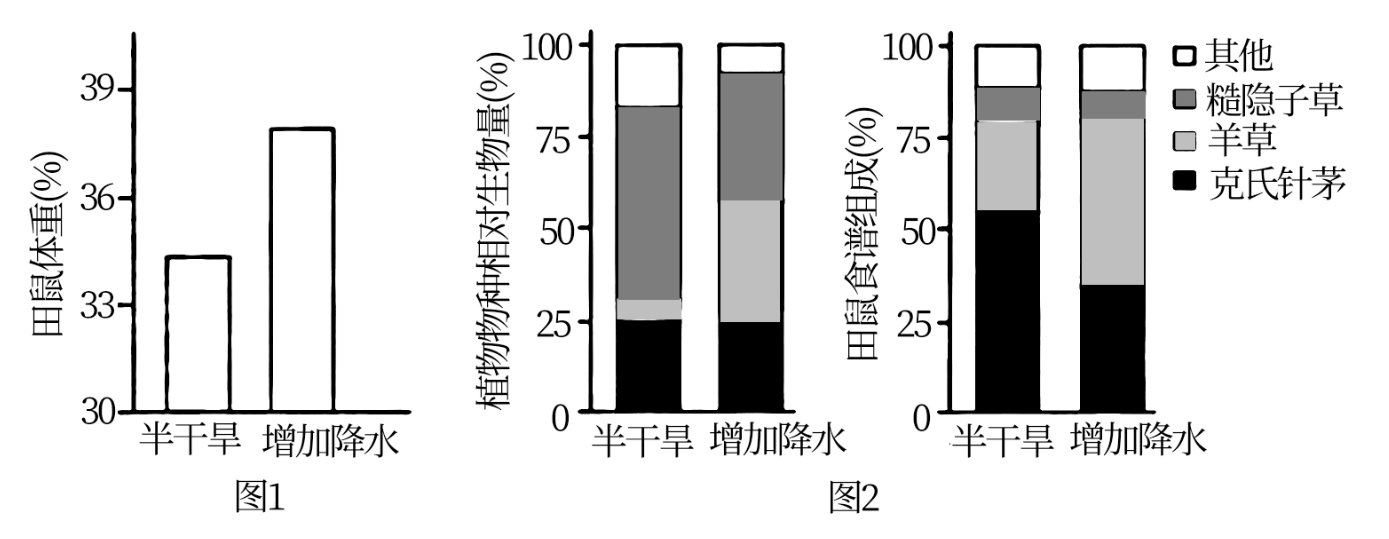 田鼠体重(%)
39
36
33
30
半干旱 增加降水
图1
植物物种相对生物量(%)
100
75
50
25
0
半干旱 增加降水
田鼠食谱组成(%)
100
75
50
25
0
半干旱 增加降水
其他
糙隐子草
羊草
克氏针茅
图2